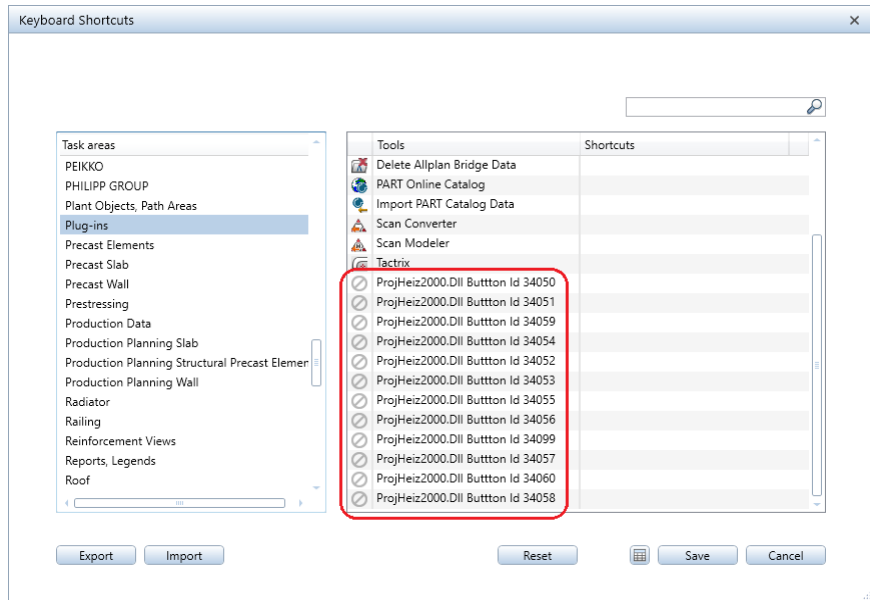 Keyboard Shortcuts
Task areas
PEIKKO
PHILIPP GROUP
Plant Objects, Path Areas
Plug-ins
Precast Elements
Precast Slab
Precast Wall
Prestressing
Production Data
Production Planning Slab
Production Planning Structural Precast Elemen
Production Planning Wall
Radiator
Railing
Reinforcement Views
Reports, Legends
Roof
Tools Shortcuts
Delete Allplan Bridge Data
PART Online Catalog
Import PART Catalog Data
Scan Converter
Scan Modeler
Tactrix
ProjHeiz2000.Dll Buttton Id 34050
ProjHeiz2000.Dll Buttton Id 34051
ProjHeiz2000.Dll Buttton Id 34059
ProjHeiz2000.Dll Buttton Id 34054
ProjHeiz2000.Dll Buttton Id 34052
ProjHeiz2000.Dll Buttton Id 34053
ProjHeiz2000.Dll Buttton Id 34055
ProjHeiz2000.Dll Buttton Id 34056
ProjHeiz2000.Dll Buttton Id 34099
ProjHeiz2000.Dll Buttton Id 34057
ProjHeiz2000.Dll Buttton Id 34060
ProjHeiz2000.Dll Buttton Id 34058
Export Import Reset Save Cancel